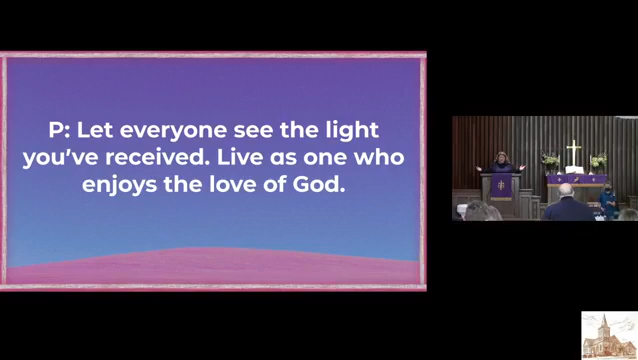 P: Let everyone see the light
you've received. Live as one who
enjoys the love of God.